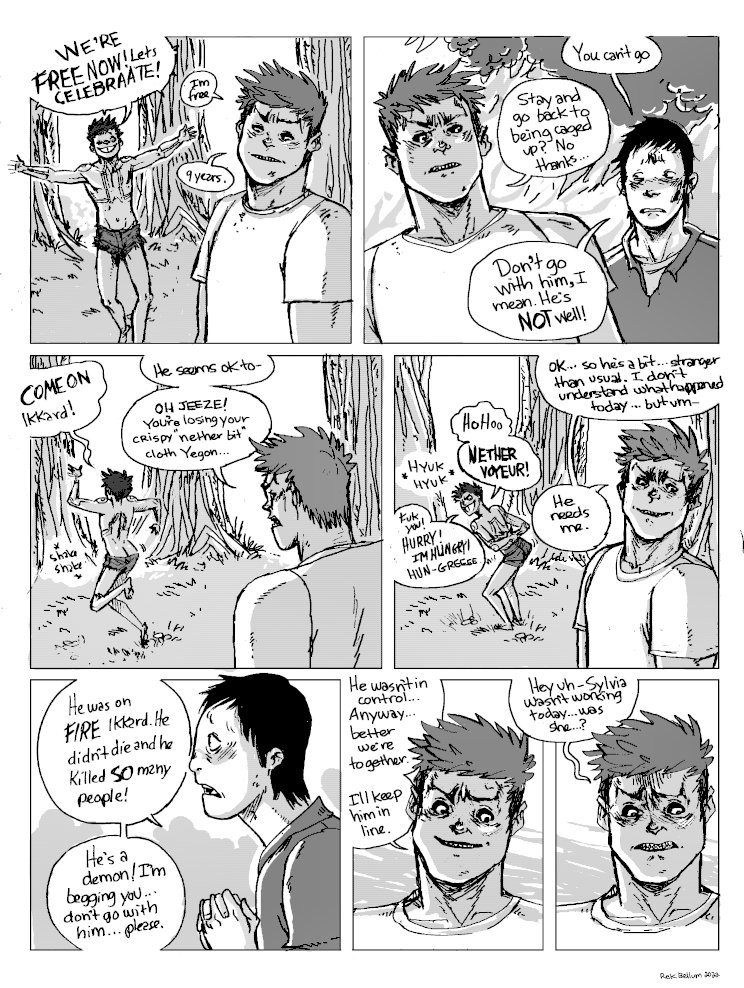 WE'RE
FREE NOW! Lets
CELEBRAATE!
I'm
free
9 years.
You can't go
Stay and
go back to
being caged
up? No
thanks...
Don't go
with him, I
mean. He's
NOT well!
COME ON
Ikkard!
He seems ok to-
OH JEEZE!
You're losing your
crispy "nether bit"
cloth Yegon...
Shake
Shake
OK... so he's a bit... stranger
than usual. I don't
understand what happened
today... but um-
HoHoo
NETHER
VOYEUR!
HYUK
HYUK
Fuk
you!
HURRY!
I'M HUNGRY!
HUN-GREEEE
He
needs
me.
He was on
FIRE Ikkard. He
didn't die and he
killed SO many
people!
He's a
demon! I'm
begging you...
don't go with
him... please.
He wasn't in
control...
Anyway...
better
we're
together.
I'll keep
him in
line.
Hey uh-Sylvia
wasn't working
today...was
she...?
Rek Bellum 2022